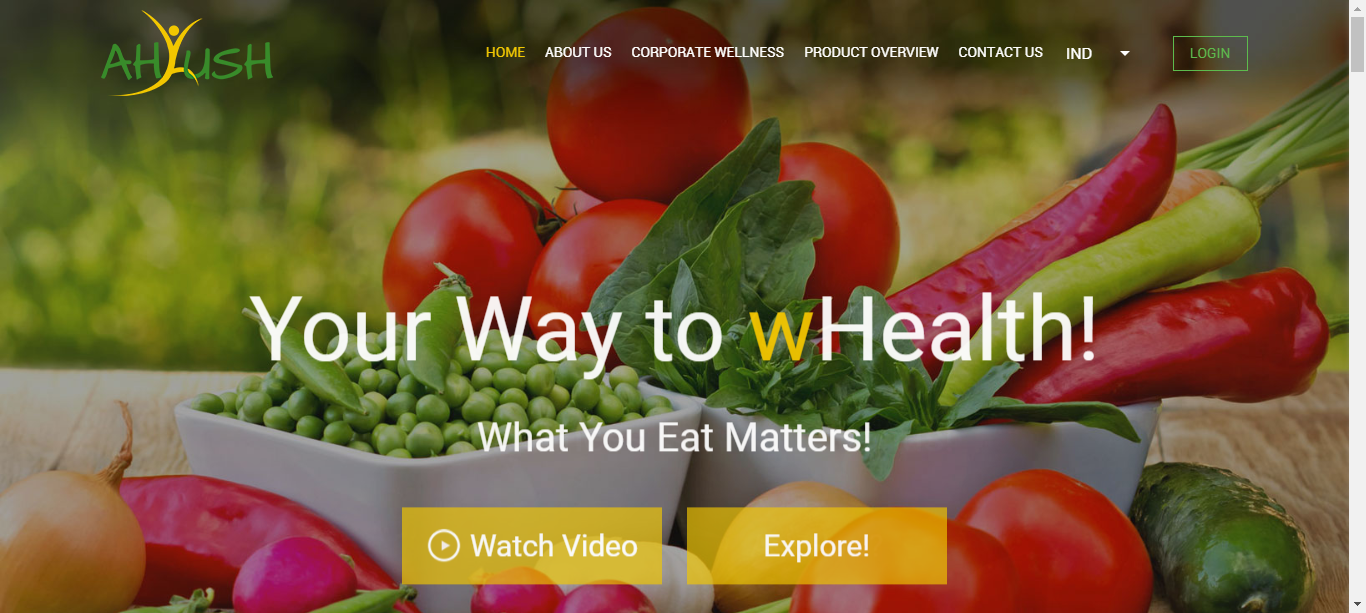 AHYUSH
HOME ABOUT US CORPORATE WELLNESS PRODUCT OVERVIEW CONTACT US IND LOGIN
Your Way to wHealth!
What You Eat Matters!
Watch Video Explore!